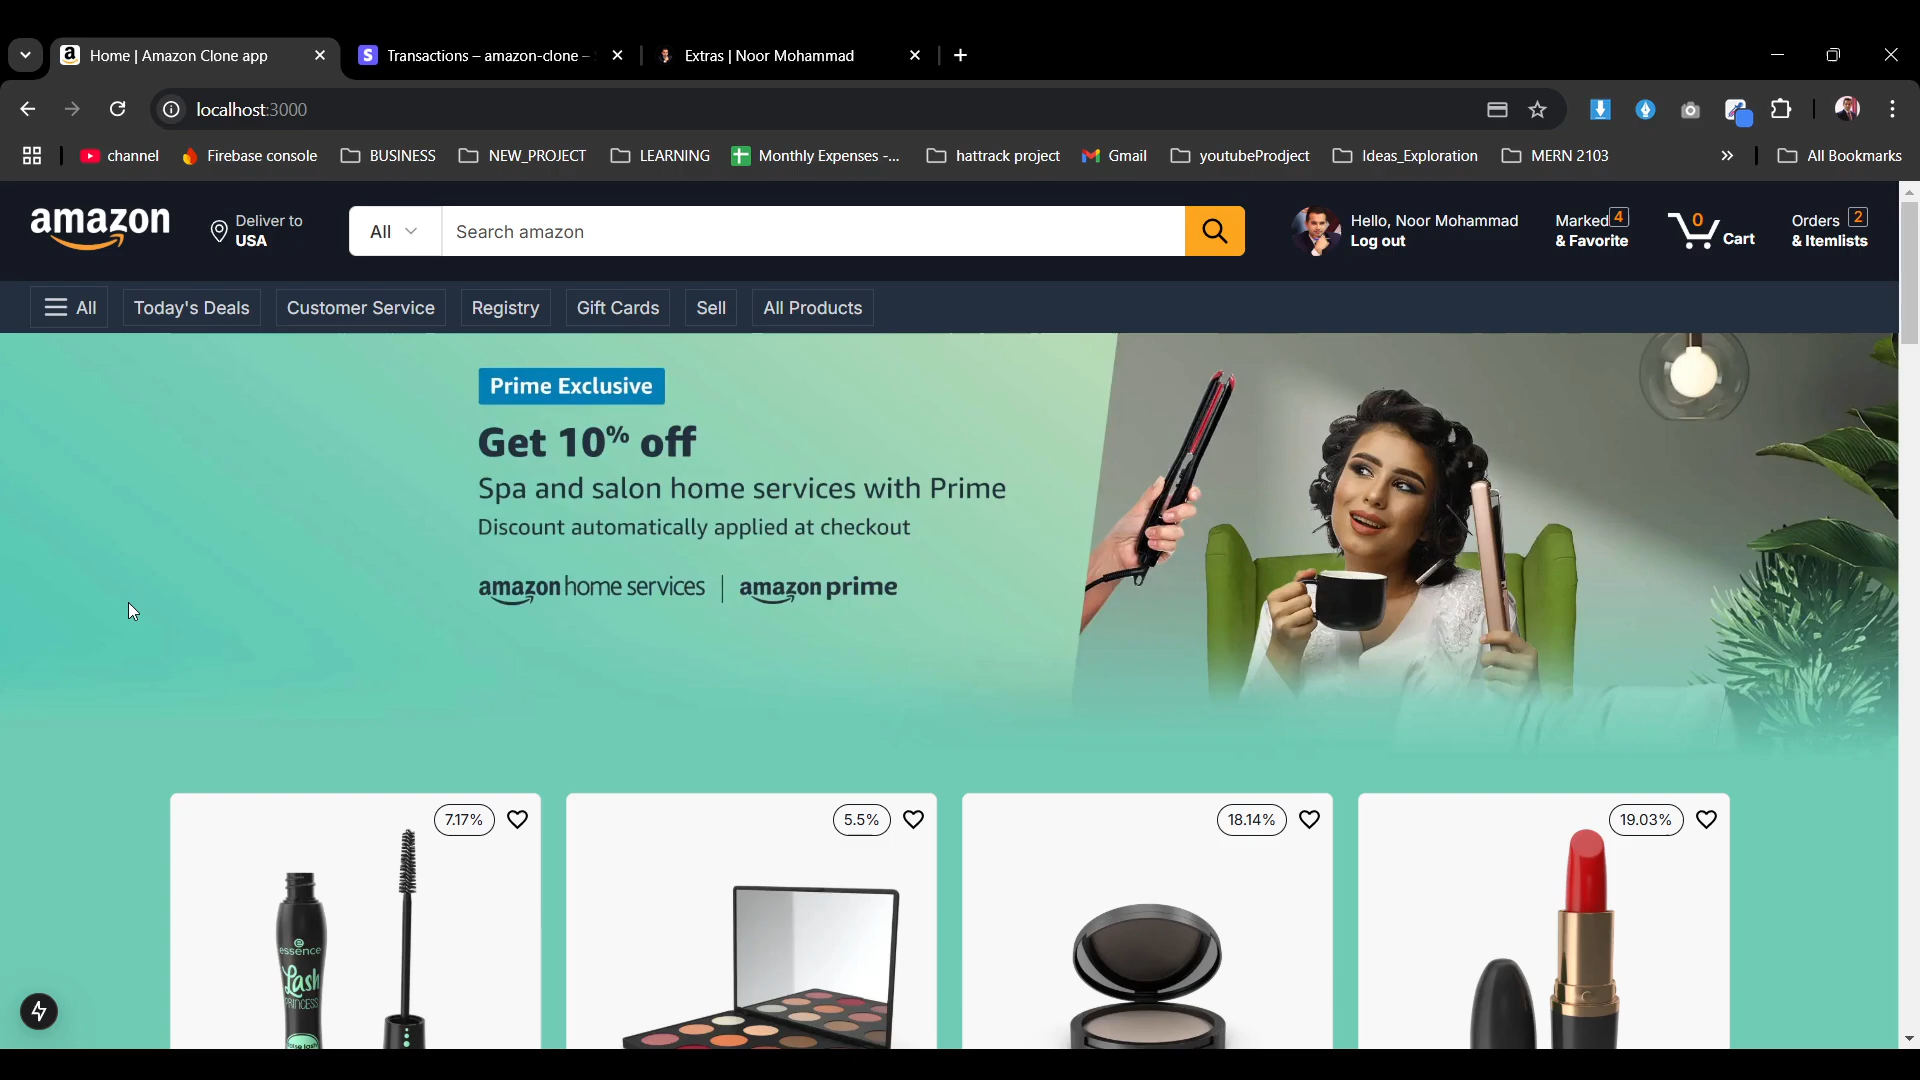 Home | Amazon Clone app
Transactions – amazon-clone –
Extras | Noor Mohammad
localhost:3000
channel
Firebase console
BUSINESS
NEW_PROJECT
LEARNING
Monthly Expenses -...
hattrack project
Gmail
youtubeProdject
Ideas_Exploration
MERN 2103
All Bookmarks
amazon
Deliver to
USA
All
Search amazon
Hello, Noor Mohammad
Log out
Marked 4
& Favorite
0
Cart
Orders 2
& Itemlists
All
Today's Deals
Customer Service
Registry
Gift Cards
Sell
All Products
Prime Exclusive
Get 10% off
Spa and salon home services with Prime
Discount automatically applied at checkout
amazon home services | amazon prime
7.17%
5.5%
18.14%
19.03%
essence
Lash
PRINCESS